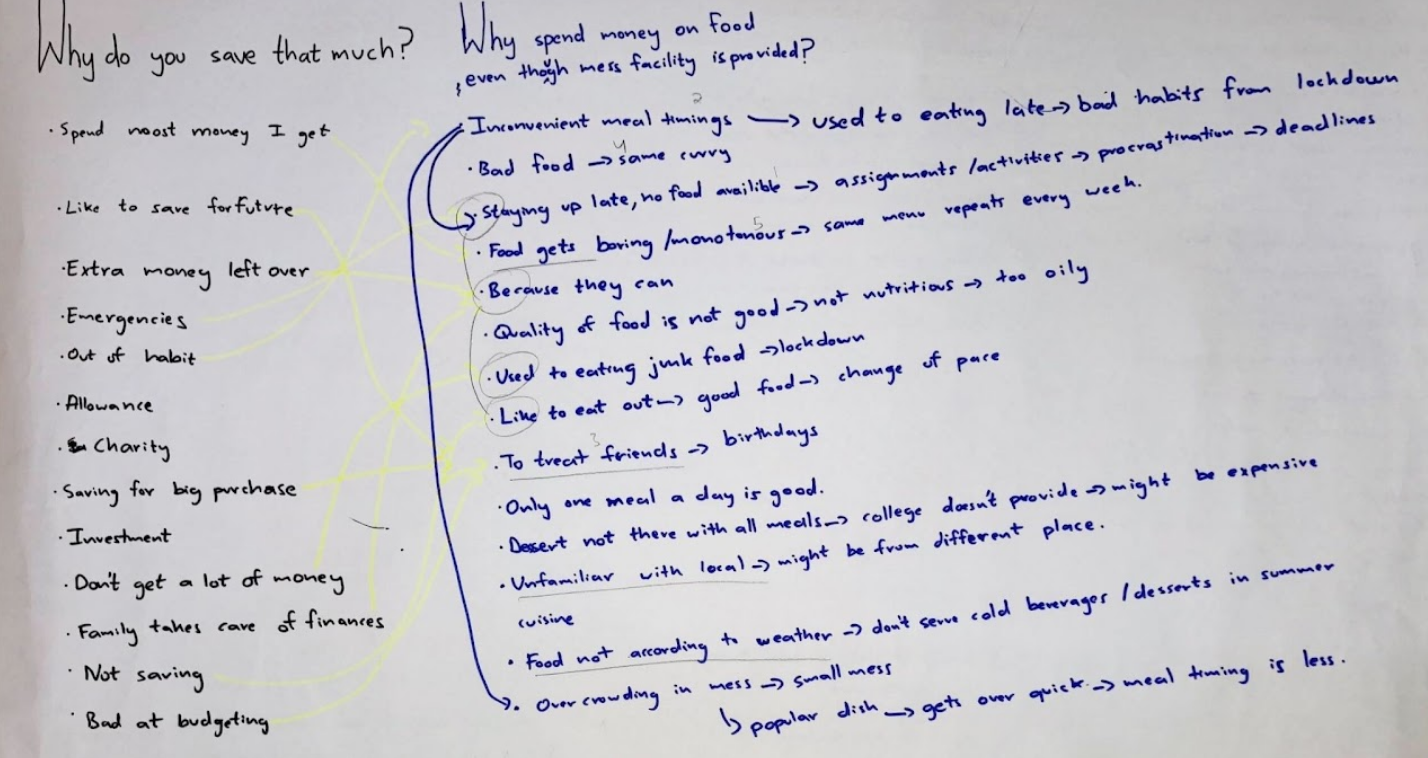 Why do you save that much?
· Spend most money I get
· Like to save for future
· Extra money left over
· Emergencies
· Out of habit
· Allowance
· Charity
· Saving for big purchase
· Investment
· Don't get a lot of money
· Family takes care of finances
· Not saving
· Bad at budgeting
Why spend money on food
, even though mess facility is provided?
2
· Inconvenient meal timings → used to eating late → bad habits from lockdown
4
· Bad food → same curry
1
· Staying up late, no food availible → assignments / activities → procrastination → deadlines
5
· Food gets boring / monotonous → same menu repeats every week.
· Because they can
· Quality of food is not good → not nutritious → too oily
· Used to eating junk food → lockdown
· Like to eat out → good food → change of pace
3
· To treat friends → birthdays
· Only one meal a day is good.
· Dessert not there with all meals → college doesn't provide → might be expensive
· Unfamiliar with local → might be from different place.
cuisine
· Food not according to weather → don't serve cold beverages / desserts in summer
· Over crowding in mess → small mess
↳ popular dish → gets over quick → meal timing is less.